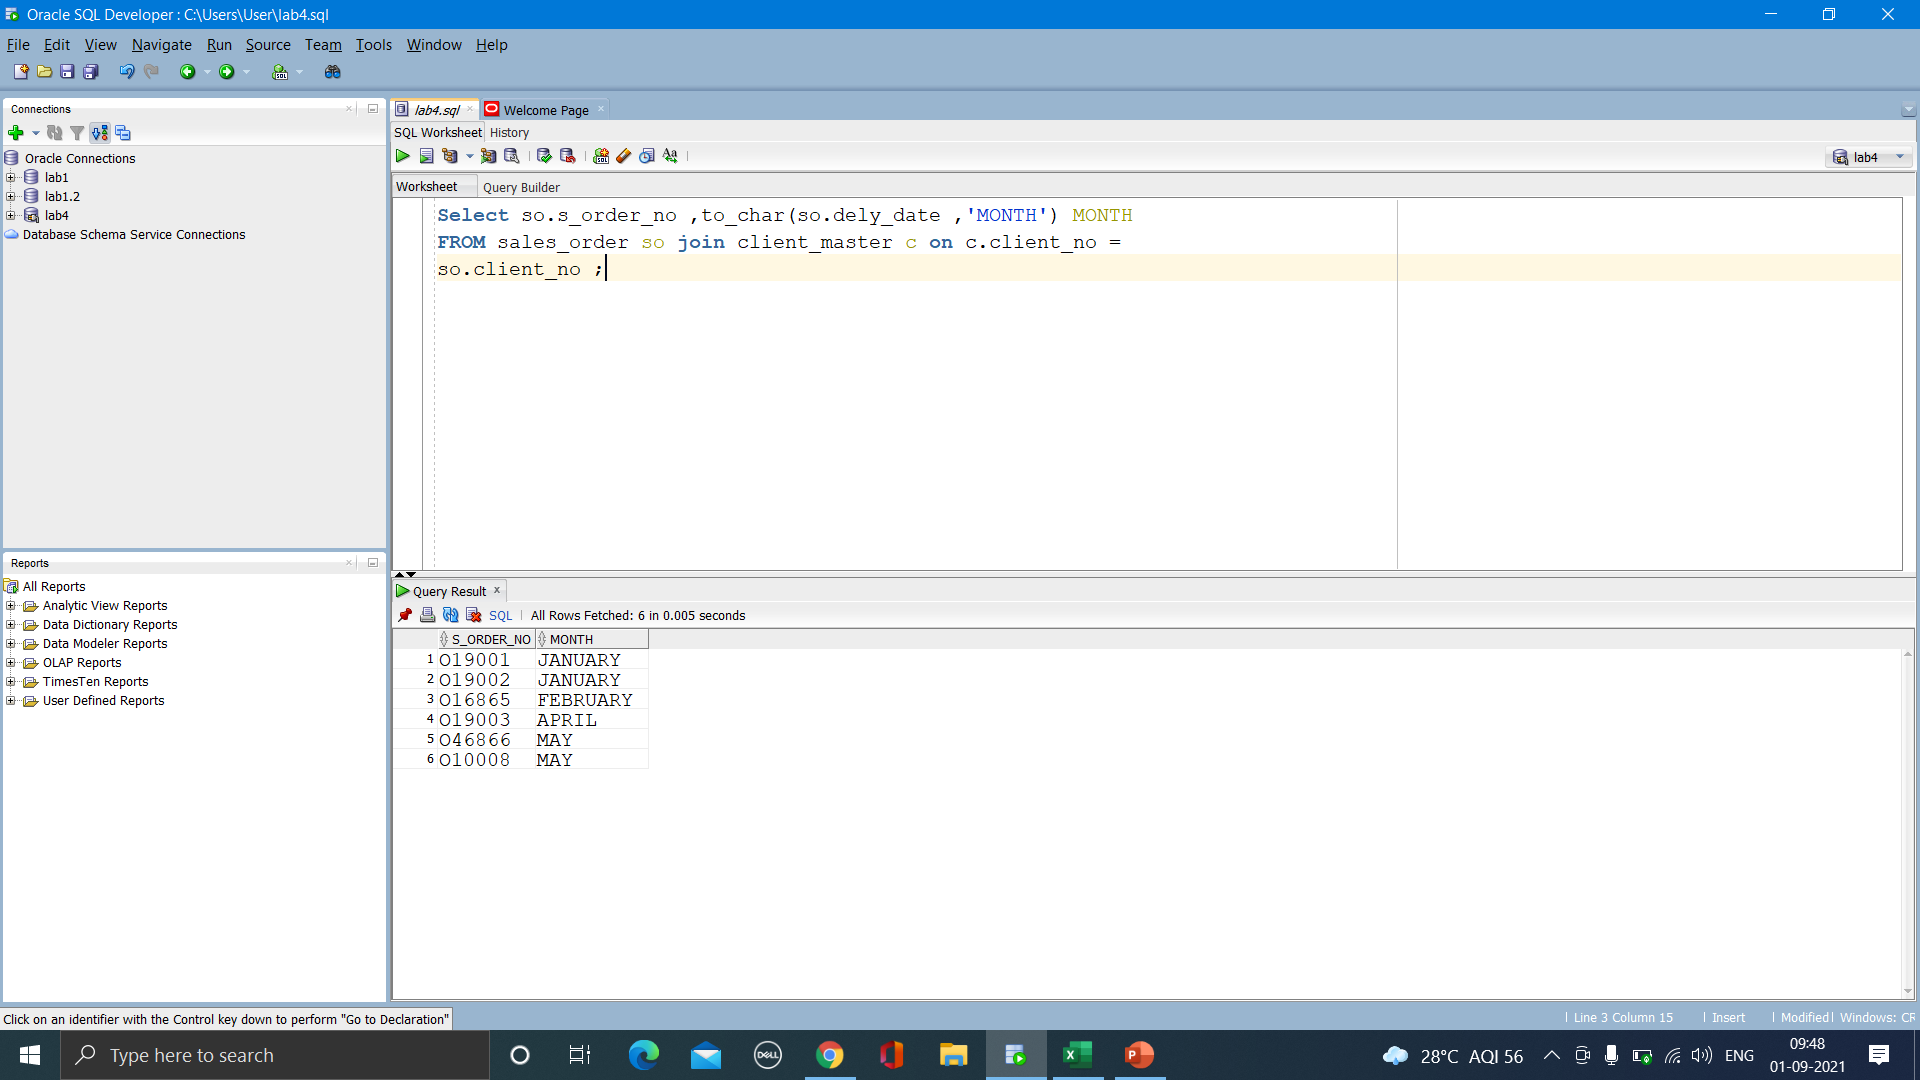 Oracle SQL Developer : C:\Users\User\lab4.sql
File Edit View Navigate Run Source Team Tools Window Help
Connections
Oracle Connections
lab1
lab1.2
lab4
Database Schema Service Connections
Reports
All Reports
Analytic View Reports
Data Dictionary Reports
Data Modeler Reports
OLAP Reports
TimesTen Reports
User Defined Reports
lab4.sql Welcome Page
SQL Worksheet History
lab4
Worksheet Query Builder
Select so.s_order_no ,to_char(so.dely_date ,'MONTH') MONTH
FROM sales_order so join client_master c on c.client_no =
so.client_no ;
Query Result
SQL All Rows Fetched: 6 in 0.005 seconds
S_ORDER_NO MONTH
1 O19001 JANUARY
2 O19002 JANUARY
3 O16865 FEBRUARY
4 O19003 APRIL
5 O46866 MAY
6 O10008 MAY
Click on an identifier with the Control key down to perform "Go to Declaration"
Line 3 Column 15 Insert Modified Windows: CR
Type here to search
DELL
28°C AQI 56 ENG
09:48
01-09-2021